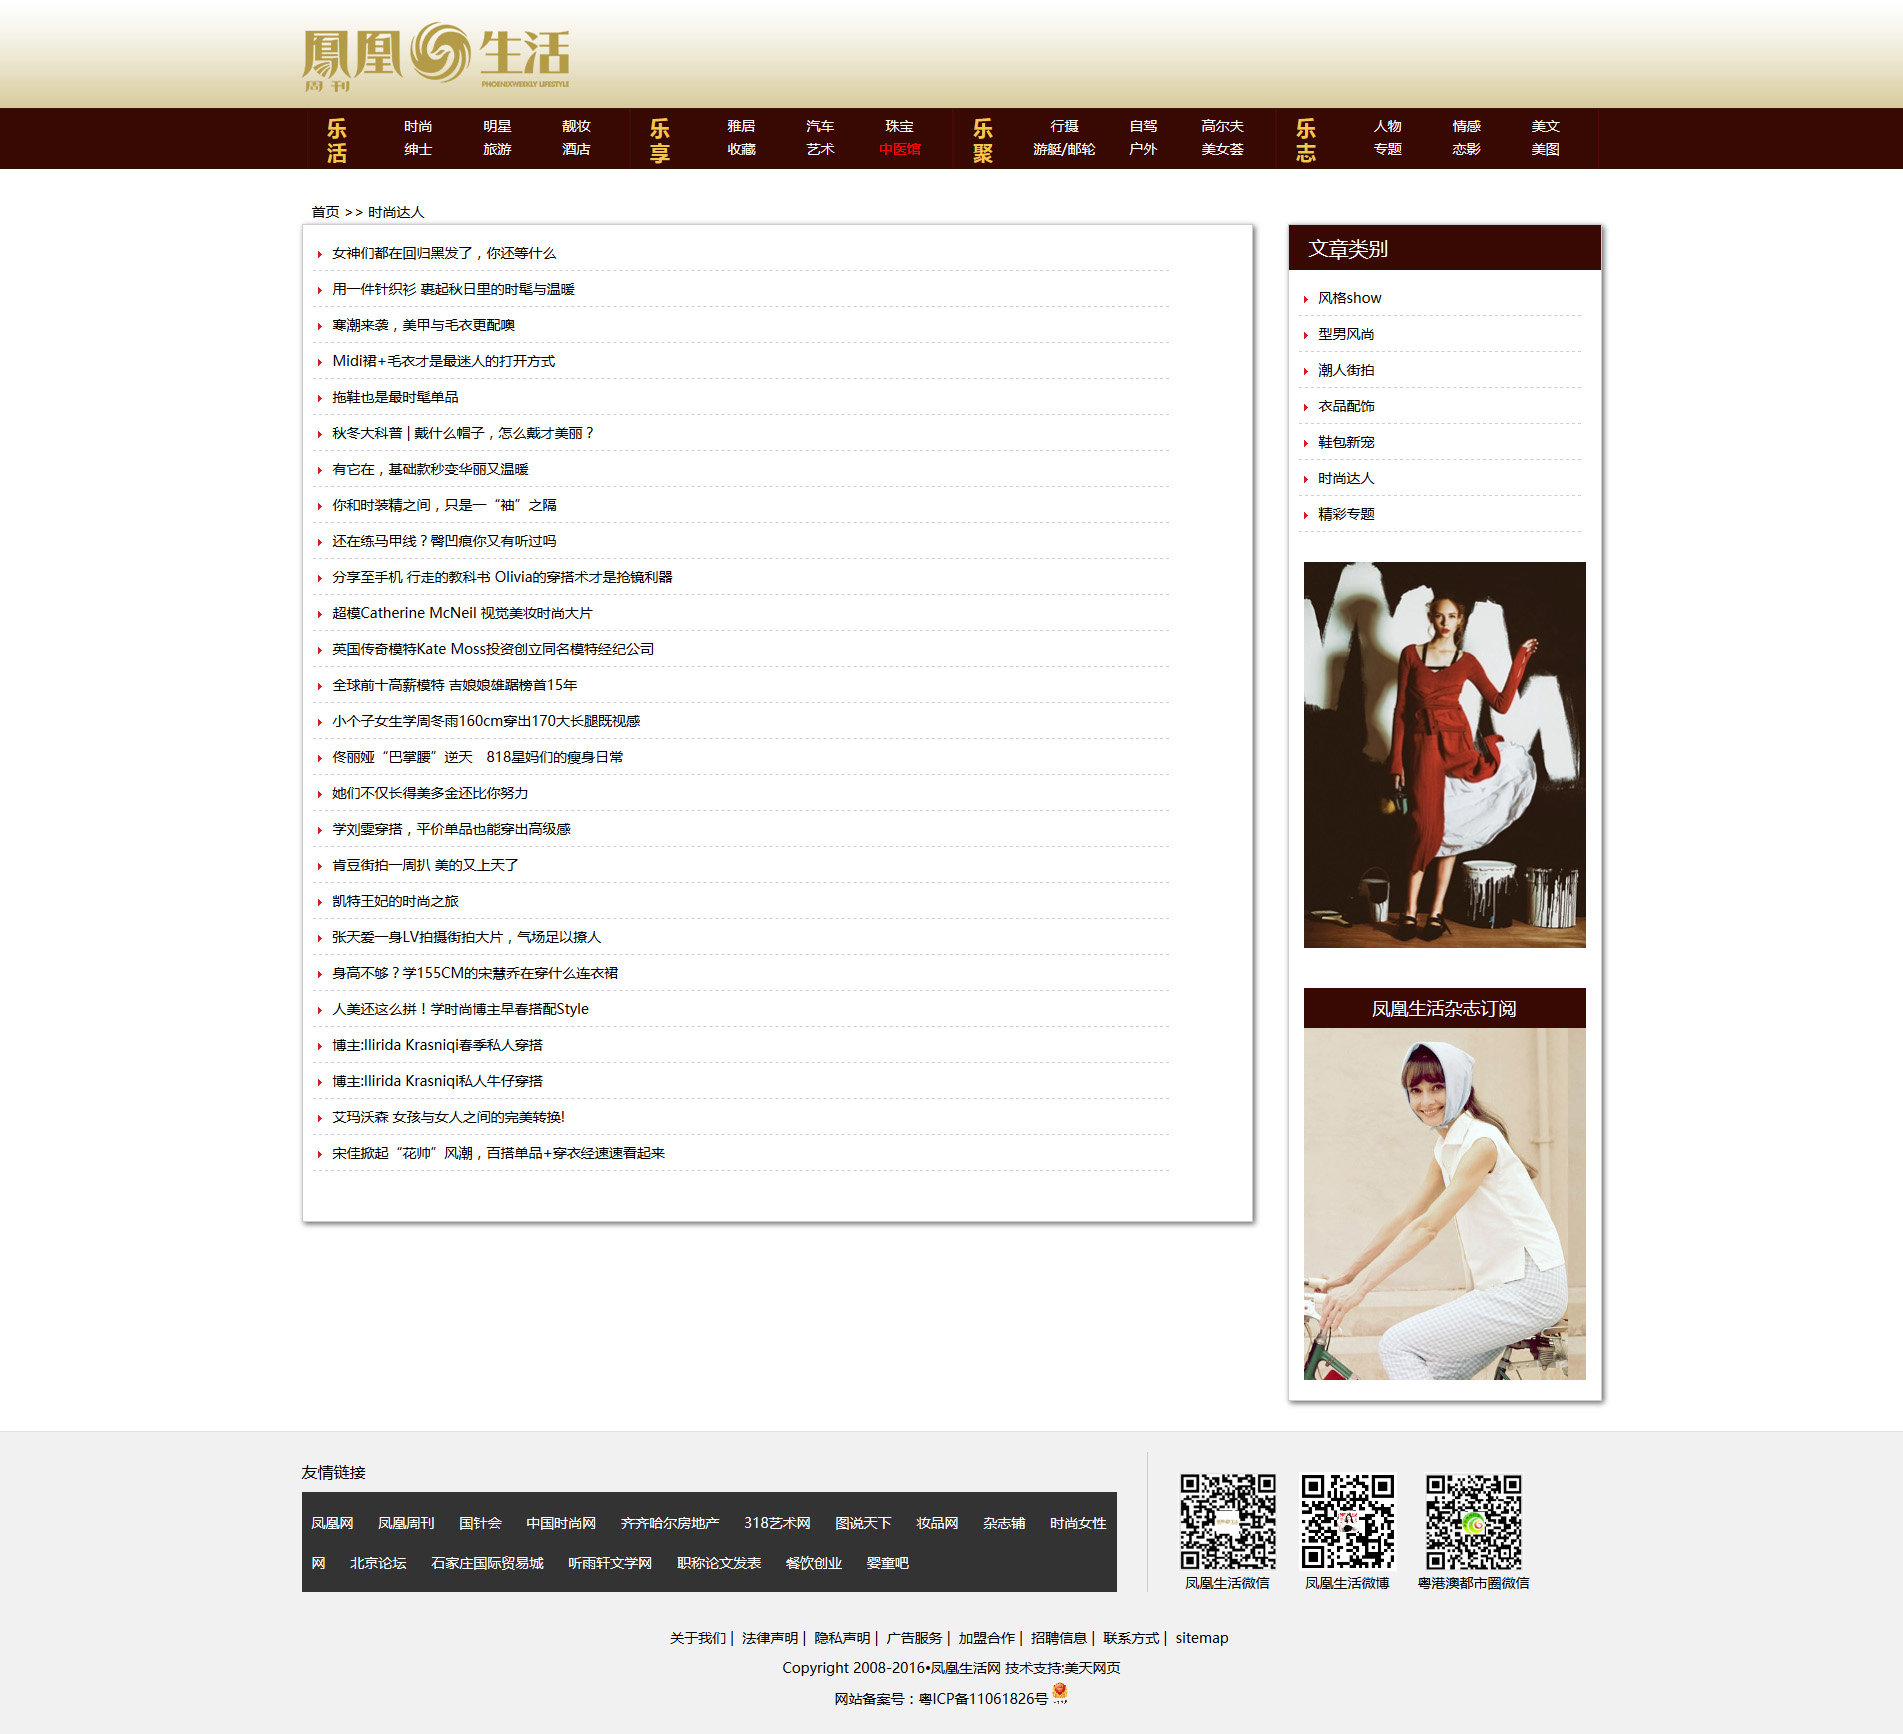 鳳凰生活
周刊
PHOENIXWEEKLY LIFESTYLE
乐活 时尚 明星 靓妆 乐享 雅居 汽车 珠宝 乐聚 行摄 自驾 高尔夫 乐志 人物 情感 美文
绅士 旅游 酒店 收藏 艺术 中医馆 游艇/邮轮 户外 美女荟 专题 恋影 美图
首页 >> 时尚达人
女神们都在回归黑发了，你还等什么
用一件针织衫 裹起秋日里的时髦与温暖
寒潮来袭，美甲与毛衣更配噢
Midi裙+毛衣才是最迷人的打开方式
拖鞋也是最时髦单品
秋冬大科普 | 戴什么帽子，怎么戴才美丽？
有它在，基础款秒变华丽又温暖
你和时装精之间，只是一“袖”之隔
还在练马甲线？臀凹痕你又有听过吗
分享至手机 行走的教科书 Olivia的穿搭术才是抢镜利器
超模Catherine McNeil 视觉美妆时尚大片
英国传奇模特Kate Moss投资创立同名模特经纪公司
全球前十高薪模特 吉娘娘雄踞榜首15年
小个子女生学周冬雨160cm穿出170大长腿既视感
佟丽娅“巴掌腰”逆天　818星妈们的瘦身日常
她们不仅长得美多金还比你努力
学刘雯穿搭，平价单品也能穿出高级感
肯豆街拍一周扒 美的又上天了
凯特王妃的时尚之旅
张天爱一身LV拍摄街拍大片，气场足以撩人
身高不够？学155CM的宋慧乔在穿什么连衣裙
人美还这么拼！学时尚博主早春搭配Style
博主:Ilirida Krasniqi春季私人穿搭
博主:Ilirida Krasniqi私人牛仔穿搭
艾玛沃森 女孩与女人之间的完美转换!
宋佳掀起“花帅”风潮，百搭单品+穿衣经速速看起来
文章类别
风格show
型男风尚
潮人街拍
衣品配饰
鞋包新宠
时尚达人
精彩专题
凤凰生活杂志订阅
友情链接
凤凰网 凤凰周刊 国针会 中国时尚网 齐齐哈尔房地产 318艺术网 图说天下 妆品网 杂志铺 时尚女性
网 北京论坛 石家庄国际贸易城 听雨轩文学网 职称论文发表 餐饮创业 婴童吧
凤凰生活微信 凤凰生活微博 粤港澳都市圈微信
关于我们 | 法律声明 | 隐私声明 | 广告服务 | 加盟合作 | 招聘信息 | 联系方式 | sitemap
Copyright 2008-2016•凤凰生活网 技术支持:美天网页
网站备案号：粤ICP备11061826号